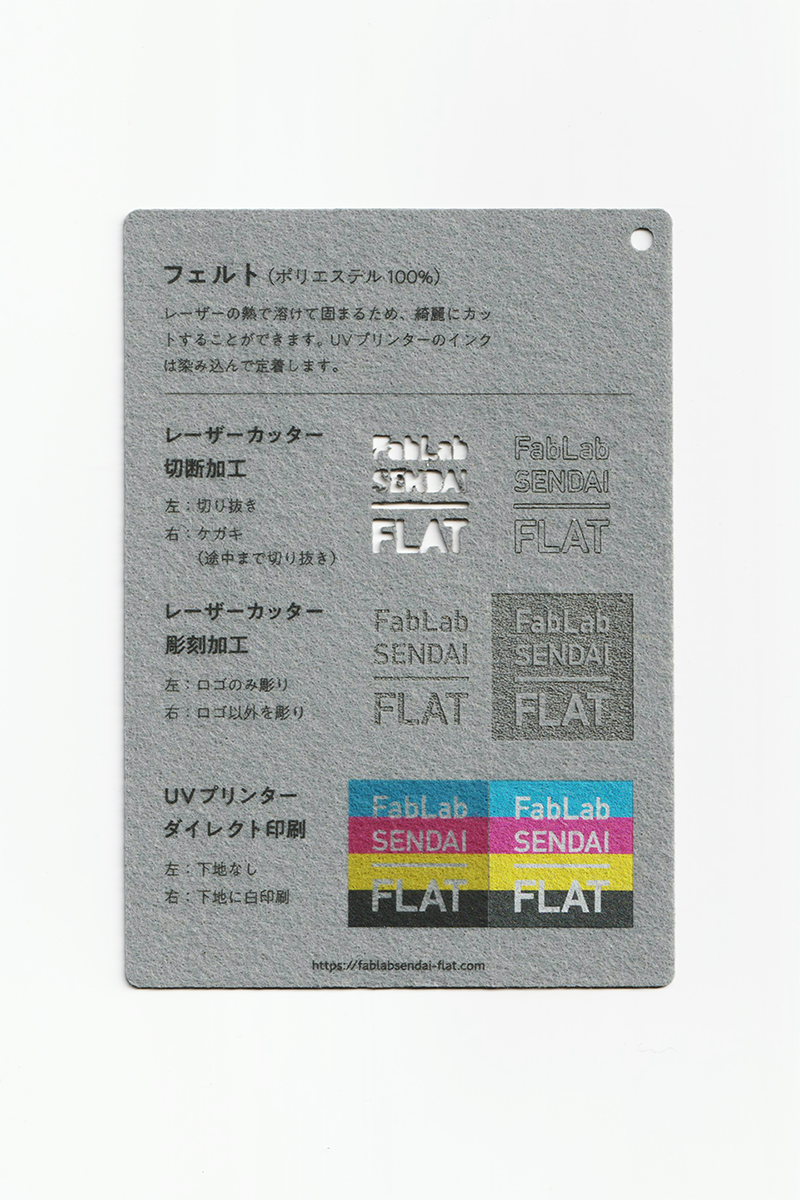 フェルト（ポリエステル 100%）
レーザーの熱で溶けて固まるため、綺麗にカッ
トすることができます。UVプリンターのインク
は染み込んで定着します。
レーザーカッター
切断加工
左：切り抜き
右：ケガキ
（途中まで切り抜き）
FabLab
SENDAI
FLAT
FabLab
SENDAI
FLAT
レーザーカッター
彫刻加工
左：ロゴのみ彫り
右：ロゴ以外を彫り
FabLab
SENDAI
FLAT
FabLab
SENDAI
FLAT
UVプリンター
ダイレクト印刷
左：下地なし
右：下地に白印刷
FabLab
SENDAI
FLAT
FabLab
SENDAI
FLAT
https://fablabsendai-flat.com